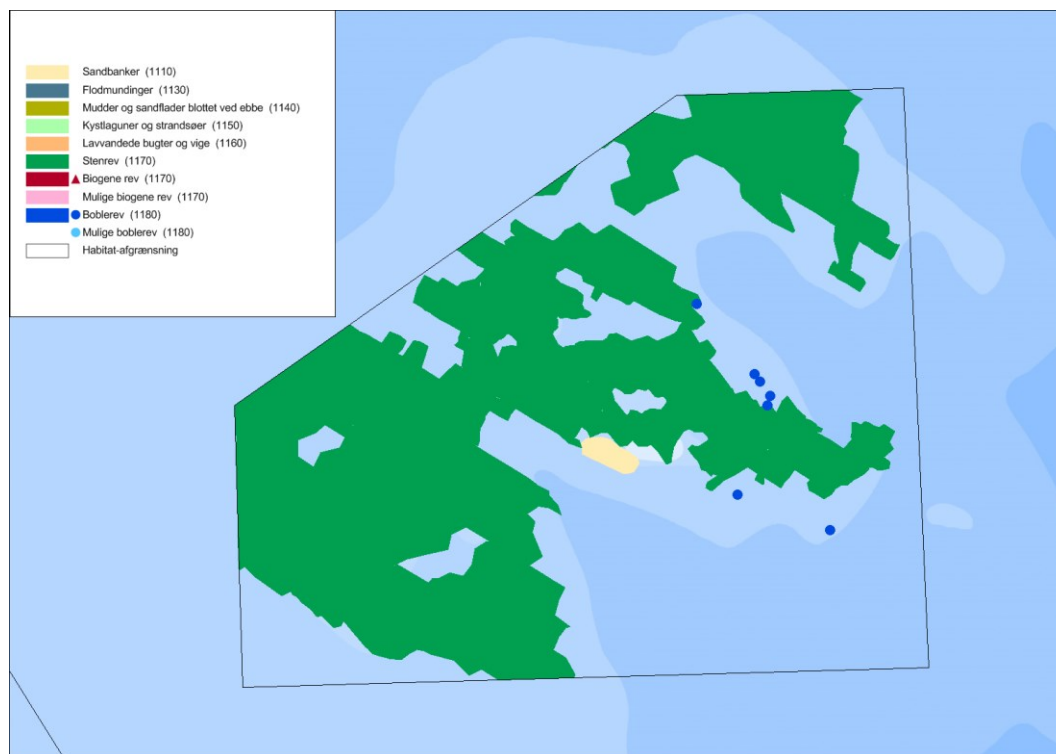 Sandbanker (1110)
Flodmundinger (1130)
Mudder og sandflader blottet ved ebbe (1140)
Kystlaguner og strandsøer (1150)
Lavvandede bugter og vige (1160)
Stenrev (1170)
Biogene rev (1170)
Mulige biogene rev (1170)
Boblerev (1180)
Mulige boblerev (1180)
Habitat-afgrænsning